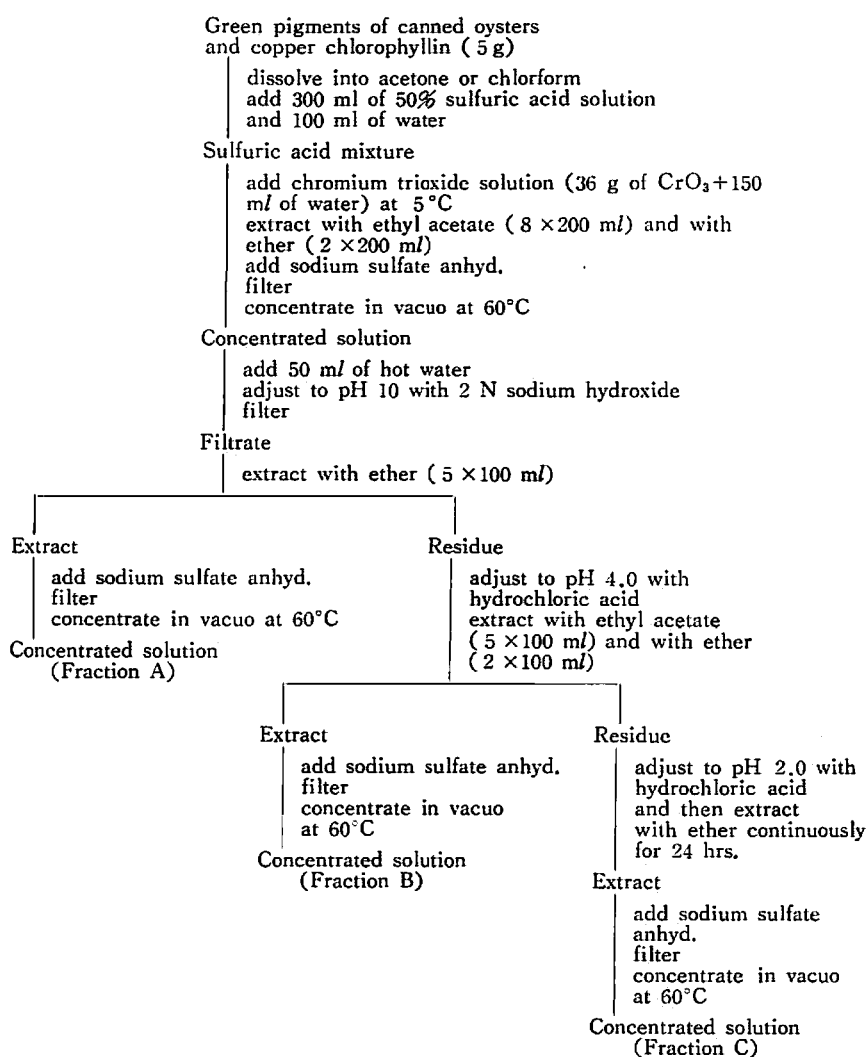 Green pigments of canned oysters
and copper chlorophyllin ( 5 g)
dissolve into acetone or chlorform
add 300 ml of 50% sulfuric acid solution
and 100 ml of water
Sulfuric acid mixture
add chromium trioxide solution (36 g of CrO₃+150
ml of water) at 5°C
extract with ethyl acetate ( 8 ×200 ml) and with
ether ( 2 ×200 ml)
add sodium sulfate anhyd.
filter
concentrate in vacuo at 60°C
Concentrated solution
add 50 ml of hot water
adjust to pH 10 with 2 N sodium hydroxide
filter
Filtrate
extract with ether ( 5 ×100 ml)
Extract
add sodium sulfate anhyd.
filter
concentrate in vacuo at 60°C
Concentrated solution
(Fraction A)
Residue
adjust to pH 4.0 with
hydrochloric acid
extract with ethyl acetate
( 5 ×100 ml) and with ether
( 2 ×100 ml)
Extract
add sodium sulfate anhyd.
filter
concentrate in vacuo
at 60°C
Concentrated solution
(Fraction B)
Residue
adjust to pH 2.0 with
hydrochloric acid
and then extract
with ether continuously
for 24 hrs.
Extract
add sodium sulfate
anhyd.
filter
concentrate in vacuo
at 60°C
Concentrated solution
(Fraction C)